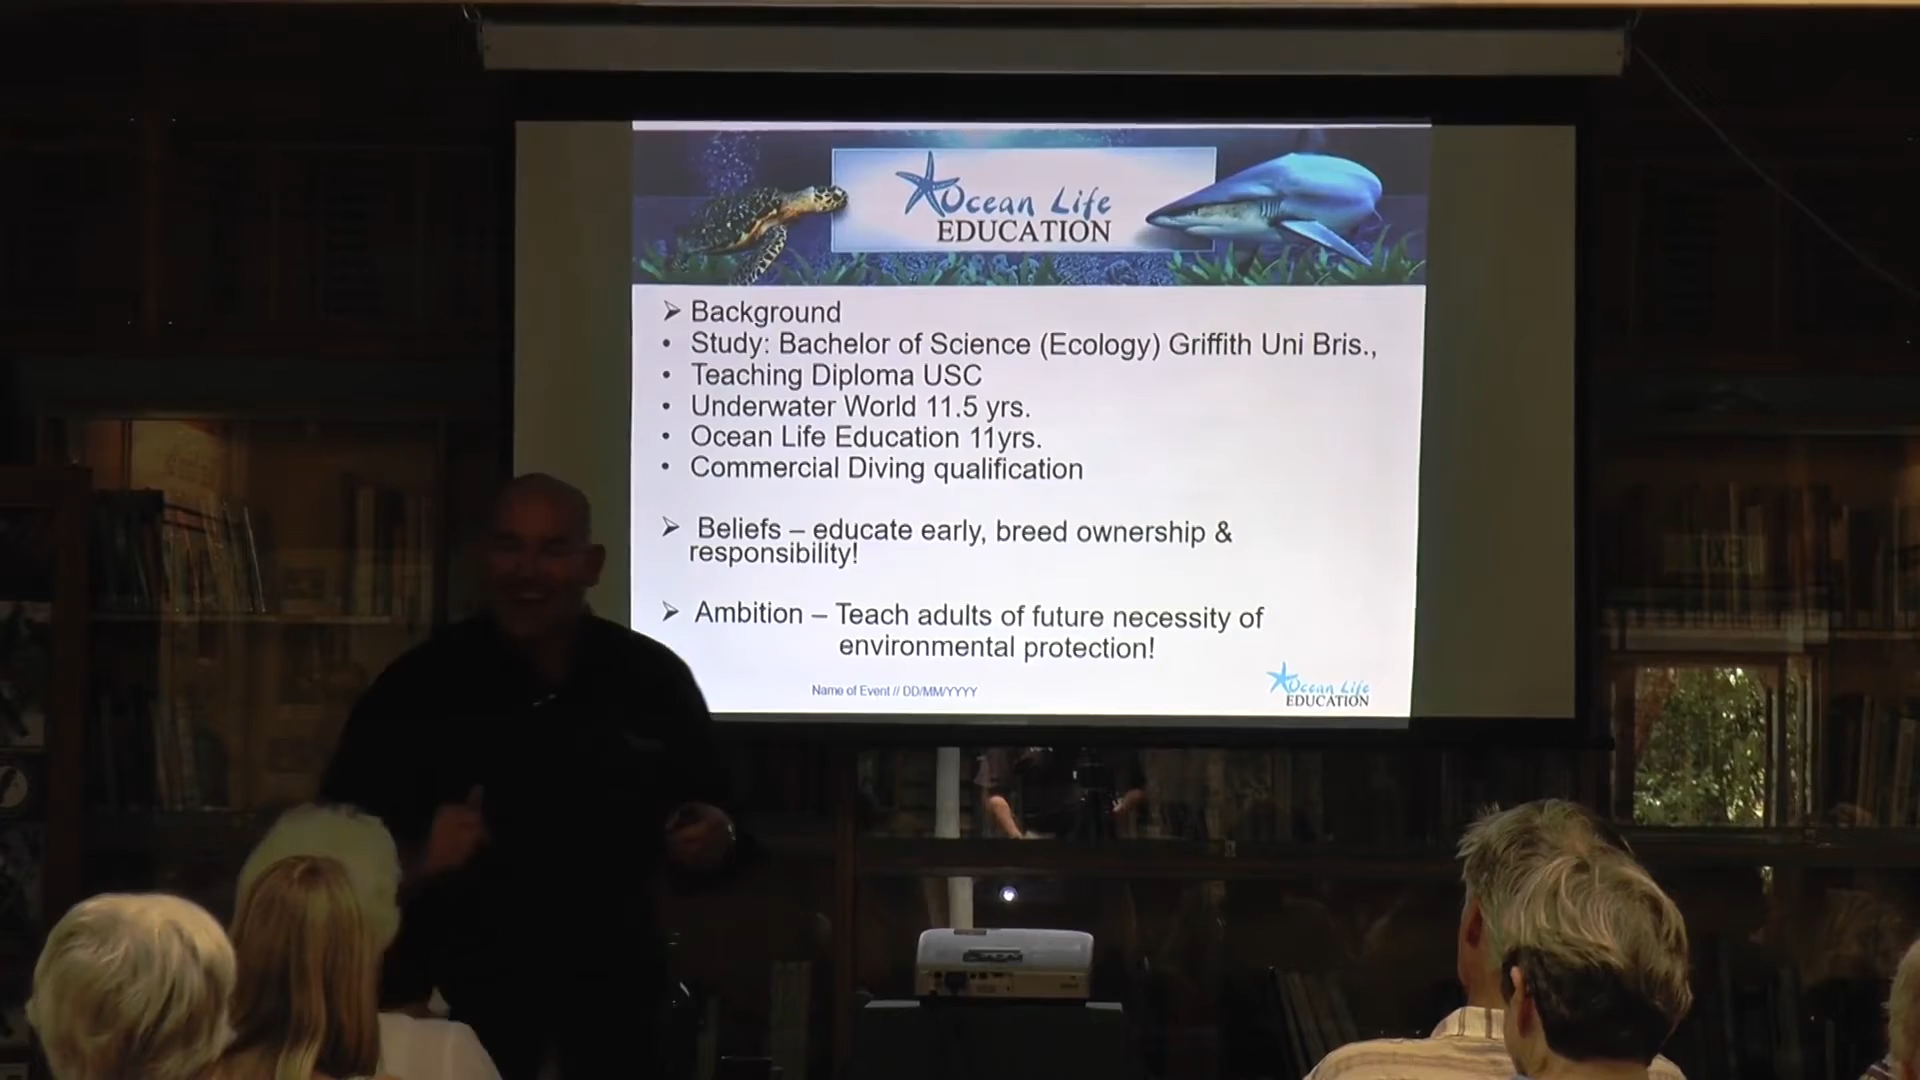 Ocean Life
EDUCATION
➢ Background
• Study: Bachelor of Science (Ecology) Griffith Uni Bris.,
• Teaching Diploma USC
• Underwater World 11.5 yrs.
• Ocean Life Education 11yrs.
• Commercial Diving qualification
➢ Beliefs – educate early, breed ownership &
responsibility!
➢ Ambition – Teach adults of future necessity of
environmental protection!
Name of Event // DD/MM/YYYY
Ocean Life
EDUCATION